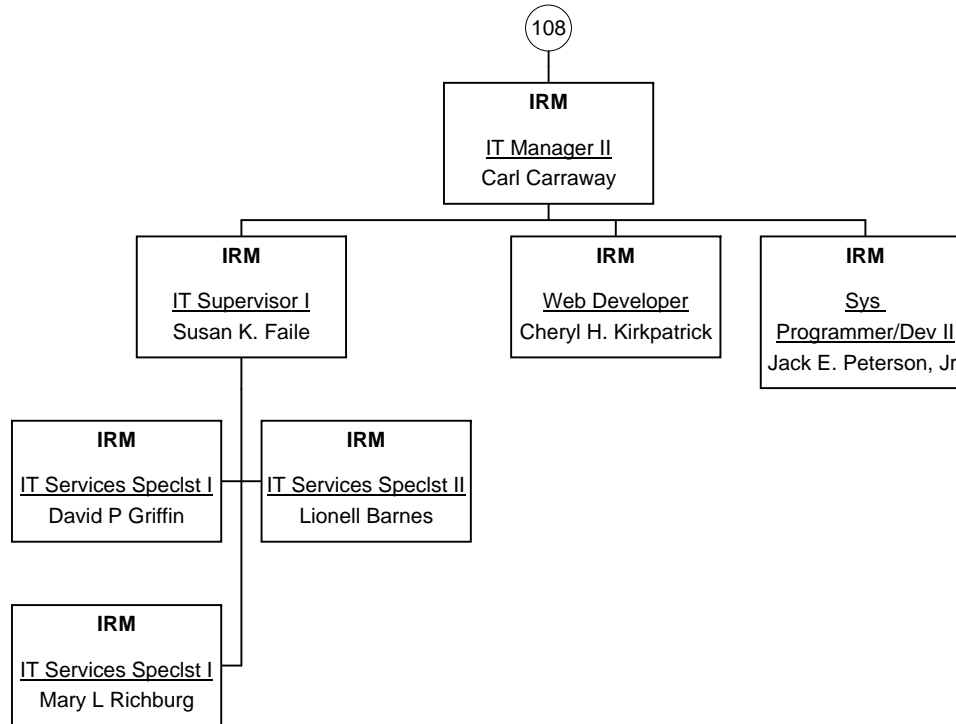 108
IRM
IT Manager II
Carl Carraway
IRM
IT Supervisor I
Susan K. Faile
IRM
Web Developer
Cheryl H. Kirkpatrick
IRM
Sys
Programmer/Dev II
Jack E. Peterson, Jr
IRM
IT Services Speclst I
David P Griffin
IRM
IT Services Speclst II
Lionell Barnes
IRM
IT Services Speclst I
Mary L Richburg